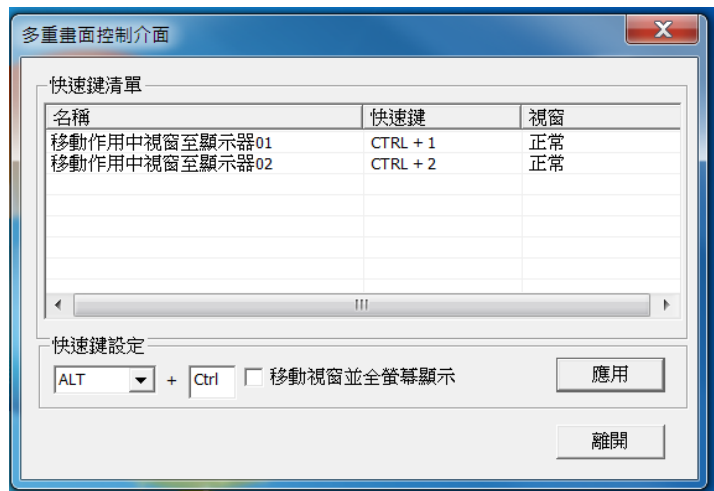 多重畫面控制介面
快速鍵清單
名稱 快速鍵 視窗
移動作用中視窗至顯示器01 CTRL + 1 正常
移動作用中視窗至顯示器02 CTRL + 2 正常
快速鍵設定
ALT + Ctrl 移動視窗並全螢幕顯示 應用
離開